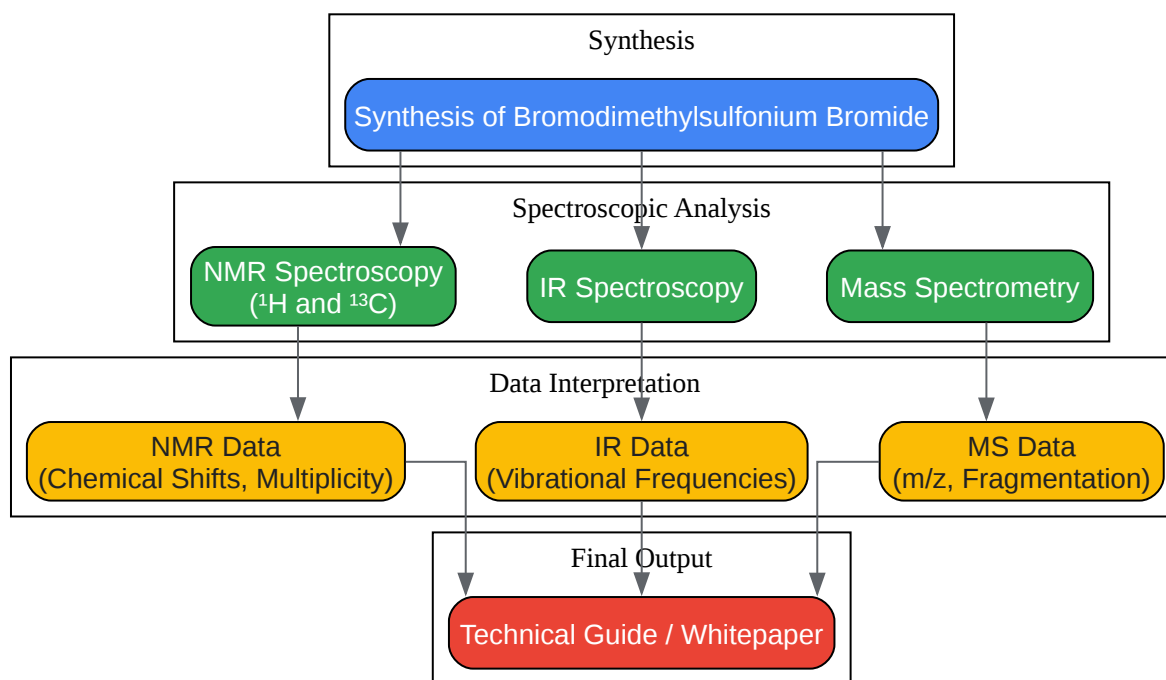 Synthesis
Synthesis of Bromodimethylsulfonium Bromide
Spectroscopic Analysis
NMR Spectroscopy
(¹H and ¹³C)
IR Spectroscopy
Mass Spectrometry
Data Interpretation
NMR Data
(Chemical Shifts, Multiplicity)
IR Data
(Vibrational Frequencies)
MS Data
(m/z, Fragmentation)
Final Output
Technical Guide / Whitepaper